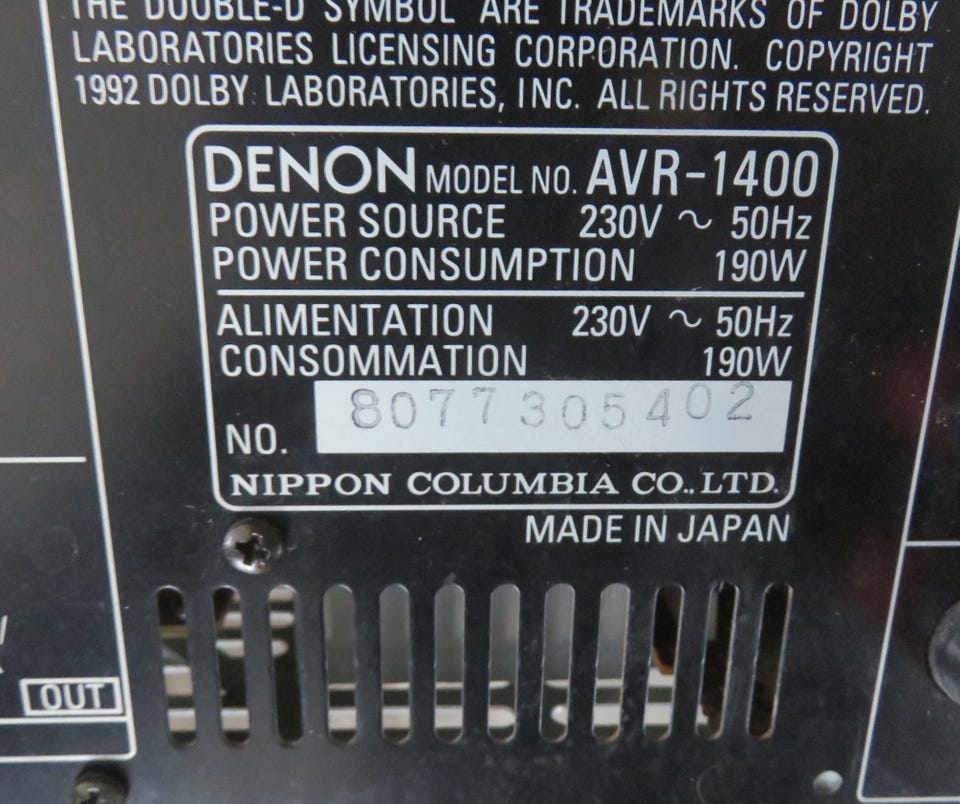 THE DOUBLE-D SYMBOL ARE TRADEMARKS OF DOLBY
LABORATORIES LICENSING CORPORATION. COPYRIGHT
1992 DOLBY LABORATORIES, INC. ALL RIGHTS RESERVED.
DENON MODEL NO. AVR-1400
POWER SOURCE 230V ~ 50Hz
POWER CONSUMPTION 190W
ALIMENTATION 230V ~ 50Hz
CONSOMMATION 190W
NO. 8077305402
NIPPON COLUMBIA CO.,LTD.
MADE IN JAPAN
OUT